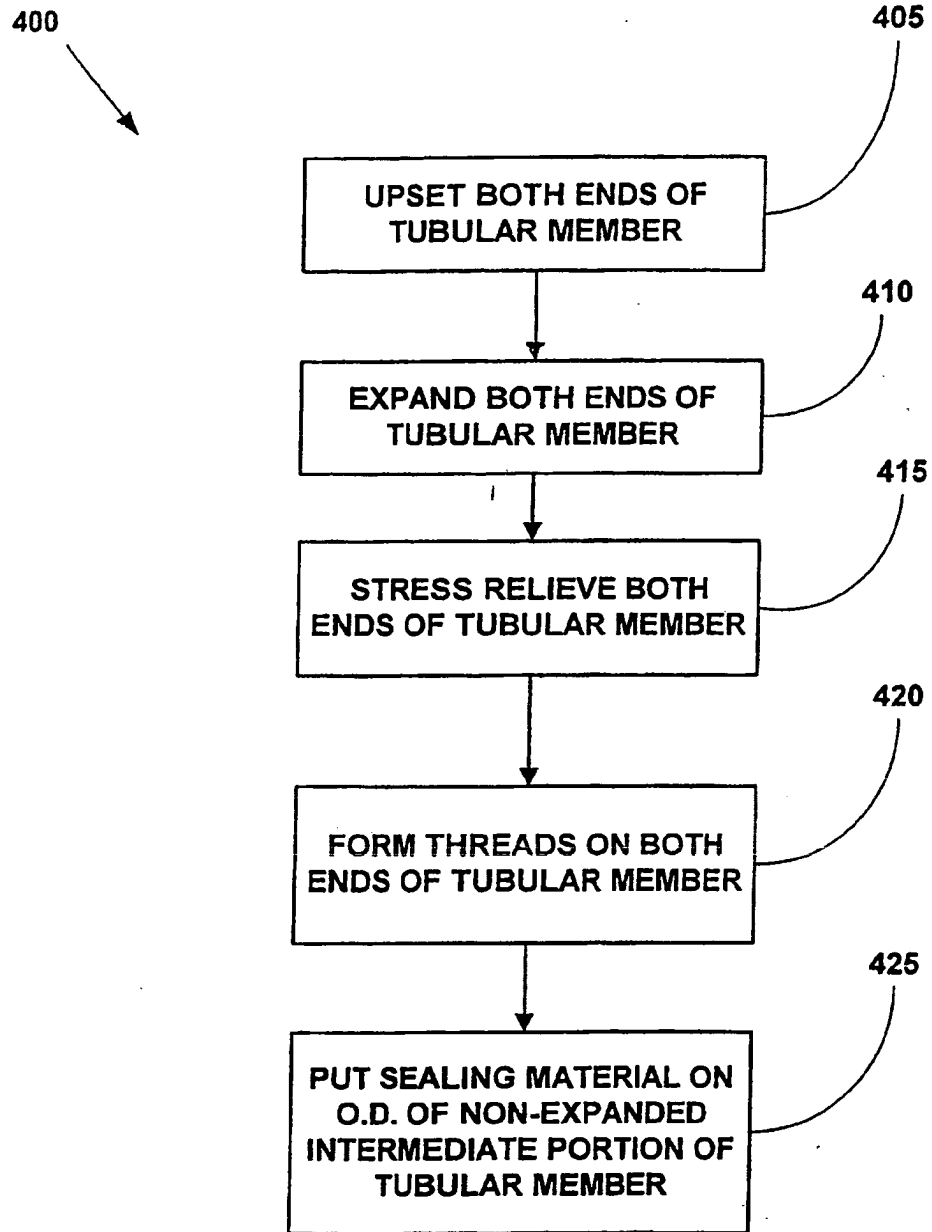 400
405
UPSET BOTH ENDS OF
TUBULAR MEMBER
410
EXPAND BOTH ENDS OF
TUBULAR MEMBER
415
STRESS RELIEVE BOTH
ENDS OF TUBULAR MEMBER
420
FORM THREADS ON BOTH
ENDS OF TUBULAR MEMBER
425
PUT SEALING MATERIAL ON
O.D. OF NON-EXPANDED
INTERMEDIATE PORTION OF
TUBULAR MEMBER